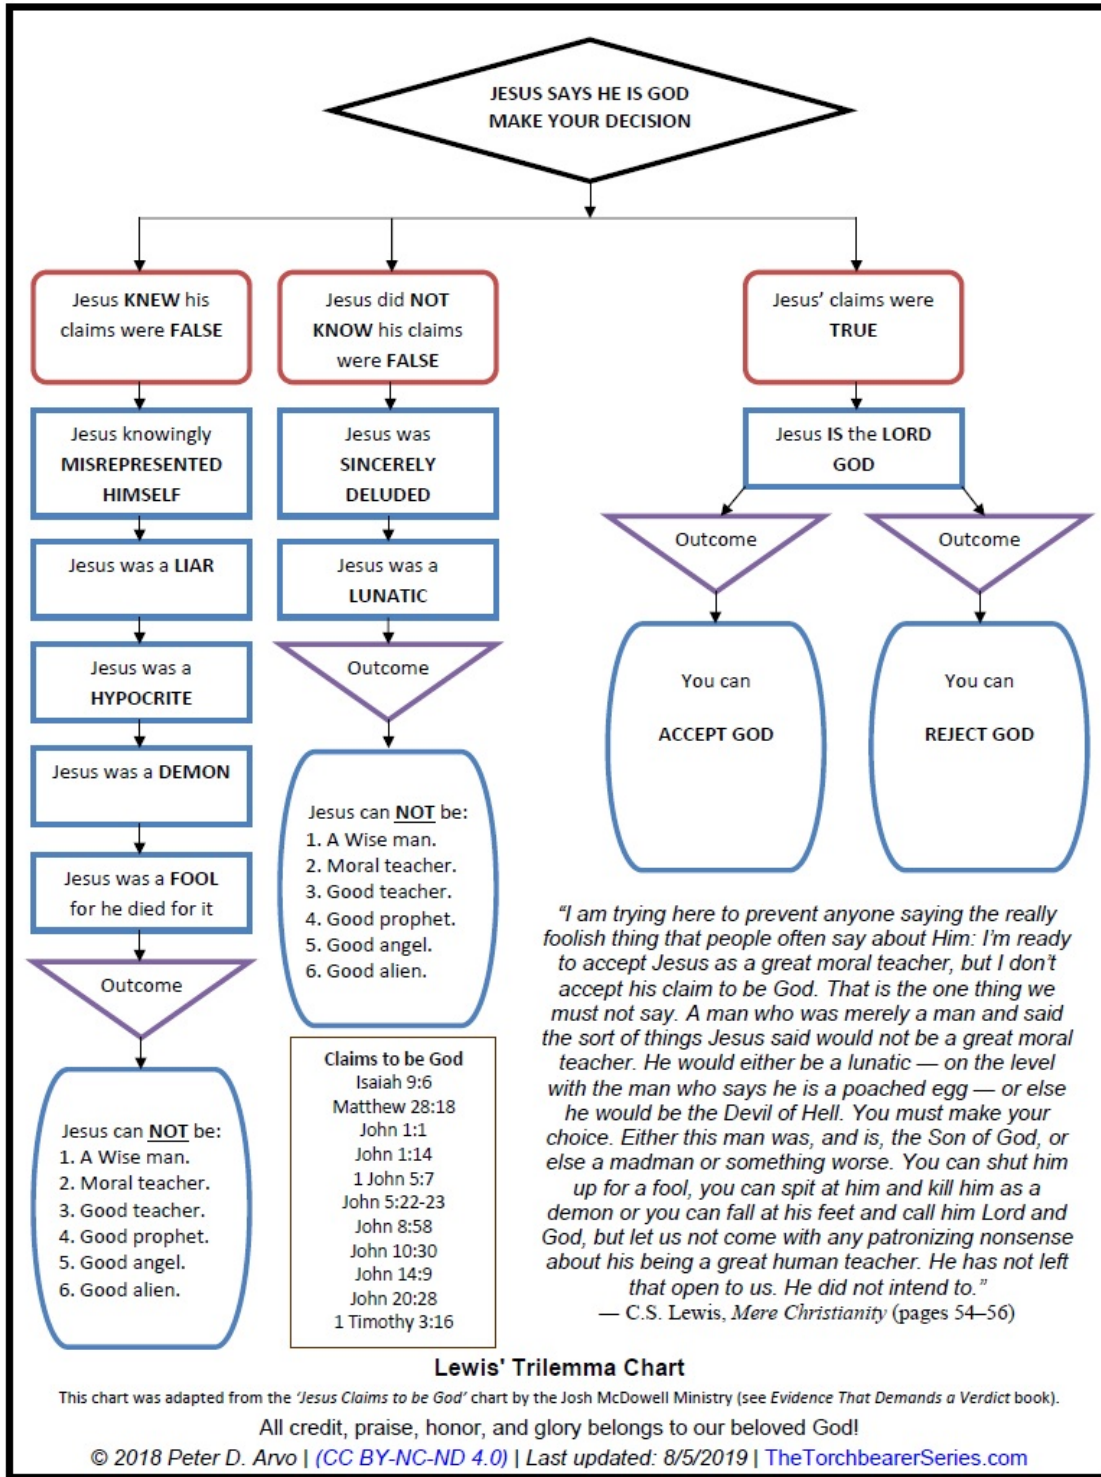 JESUS SAYS HE IS GOD
MAKE YOUR DECISION
Jesus KNEW his
claims were FALSE
Jesus knowingly
MISREPRESENTED
HIMSELF
Jesus was a LIAR
Jesus was a
HYPOCRITE
Jesus was a DEMON
Jesus was a FOOL
for he died for it
Outcome
Jesus can NOT be:
1. A Wise man.
2. Moral teacher.
3. Good teacher.
4. Good prophet.
5. Good angel.
6. Good alien.
Jesus did NOT
KNOW his claims
were FALSE
Jesus was
SINCERELY
DELUDED
Jesus was a
LUNATIC
Outcome
Jesus can NOT be:
1. A Wise man.
2. Moral teacher.
3. Good teacher.
4. Good prophet.
5. Good angel.
6. Good alien.
Claims to be God
Isaiah 9:6
Matthew 28:18
John 1:1
John 1:14
1 John 5:7
John 5:22-23
John 8:58
John 10:30
John 14:9
John 20:28
1 Timothy 3:16
Jesus’ claims were
TRUE
Jesus IS the LORD
GOD
Outcome
You can
ACCEPT GOD
Outcome
You can
REJECT GOD
“I am trying here to prevent anyone saying the really
foolish thing that people often say about Him: I’m ready
to accept Jesus as a great moral teacher, but I don’t
accept his claim to be God. That is the one thing we
must not say. A man who was merely a man and said
the sort of things Jesus said would not be a great moral
teacher. He would either be a lunatic — on the level
with the man who says he is a poached egg — or else
he would be the Devil of Hell. You must make your
choice. Either this man was, and is, the Son of God, or
else a madman or something worse. You can shut him
up for a fool, you can spit at him and kill him as a
demon or you can fall at his feet and call him Lord and
God, but let us not come with any patronizing nonsense
about his being a great human teacher. He has not left
that open to us. He did not intend to.”
— C.S. Lewis, Mere Christianity (pages 54–56)
Lewis' Trilemma Chart
This chart was adapted from the ‘Jesus Claims to be God’ chart by the Josh McDowell Ministry (see Evidence That Demands a Verdict book).
All credit, praise, honor, and glory belongs to our beloved God!
© 2018 Peter D. Arvo | (CC BY-NC-ND 4.0) | Last updated: 8/5/2019 | TheTorchbearerSeries.com